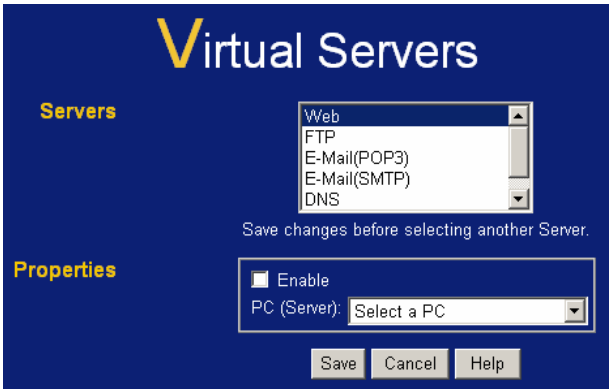 Virtual Servers
Servers
Web
FTP
E-Mail(POP3)
E-Mail(SMTP)
DNS
Save changes before selecting another Server.
Properties
Enable
PC (Server): Select a PC
Save Cancel Help